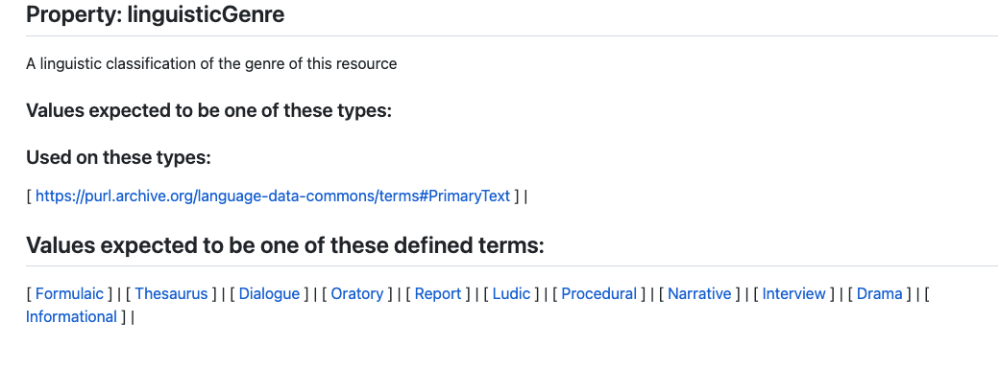 Property: linguisticGenre
A linguistic classification of the genre of this resource
Values expected to be one of these types:
Used on these types:
[ https://purl.archive.org/language-data-commons/terms#PrimaryText ] |
Values expected to be one of these defined terms:
[ Formulaic ] | [ Thesaurus ] | [ Dialogue ] | [ Oratory ] | [ Report ] | [ Ludic ] | [ Procedural ] | [ Narrative ] | [ Interview ] | [ Drama ] | [
Informational ] |